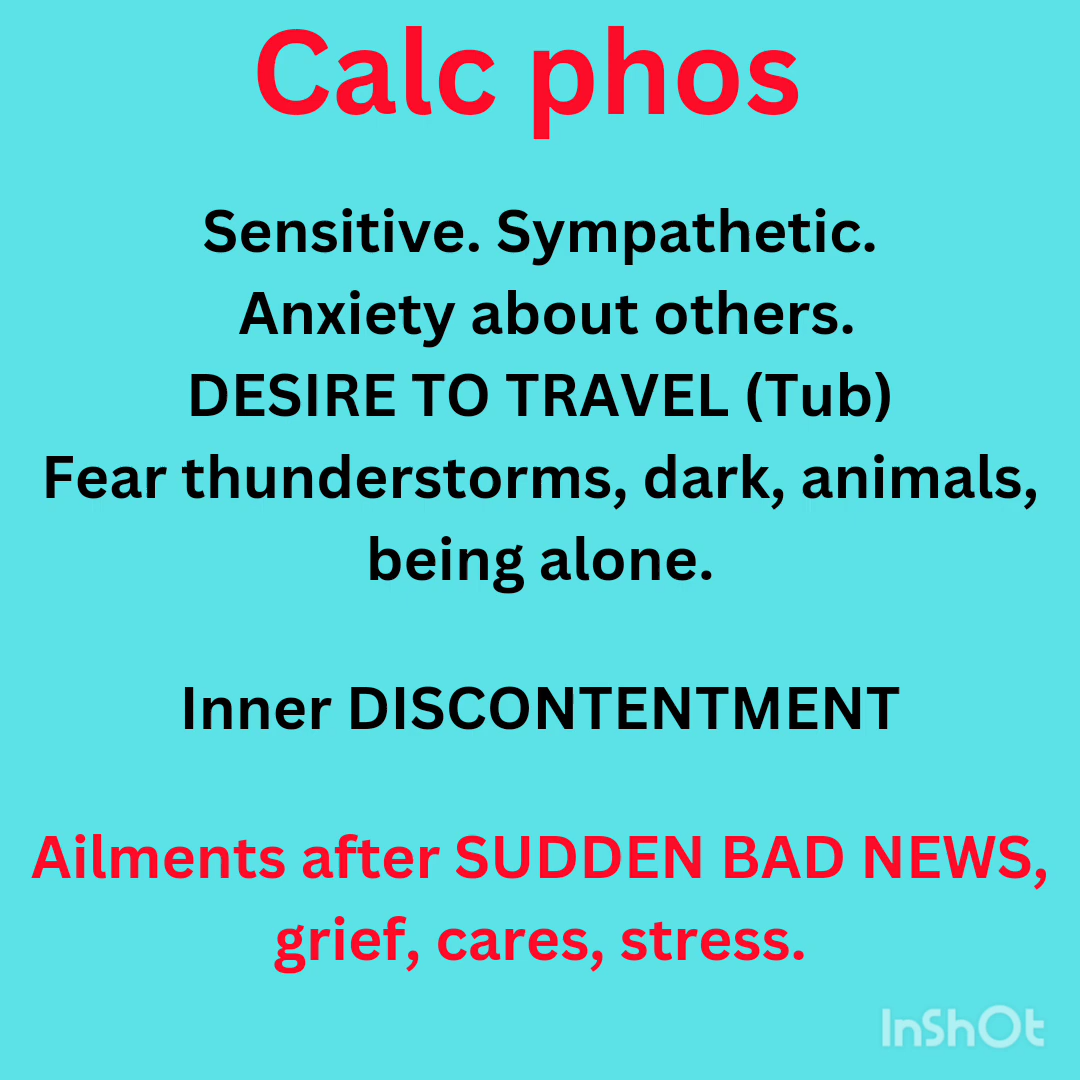 Calc phos
Sensitive. Sympathetic.
Anxiety about others.
DESIRE TO TRAVEL (Tub)
Fear thunderstorms, dark, animals,
being alone.
Inner DISCONTENTMENT
Ailments after SUDDEN BAD NEWS,
grief, cares, stress.
InShOt